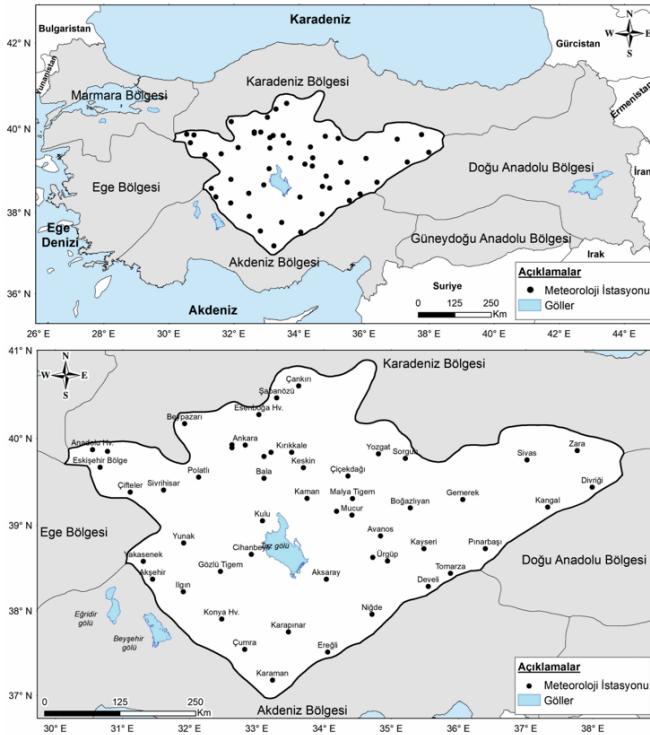 42° N
41° N
40° N
39° N
38° N
37° N
36° N
35° N
Bulgaristan
Yunanistan
Karadeniz
Gürcistan
N
W E
S
Ermenistan
Karadeniz Bölgesi
Marmara Bölgesi
Ege Bölgesi
Doğu Anadolu Bölgesi
İran
Ege
Denizi
Güneydoğu Anadolu Bölgesi
Akdeniz Bölgesi
Irak
Suriye
Akdeniz
Açıklamalar
Meteoroloji İstasyonu
Göller
0 125 250
Km
26° E 28° E 30° E 32° E 34° E 36° E 38° E 40° E 42° E 44° E
41° N
40° N
39° N
38° N
37° N
N
W E
S
Karadeniz Bölgesi
Çankırı
Şabanözü
Esenboğa Hv.
Beypazarı
Anadolu Hv.
Ankara
Kırıkkale
Yozgat
Sorgun
Sivas
Zara
Eskişehir Bölge
Polatlı
Bala
Keskin
Çiçekdağı
Çifteler
Sivrihisar
Kaman
Malya Tigem
Gemerek
Divriği
Mucur
Boğazlıyan
Kangal
Ege Bölgesi
Kulu
Yunak
Cihanbeyli
Tuz gölü
Avanos
Kayseri
Pınarbaşı
Doğu Anadolu Bölgesi
Yakasenek
Akşehir
Gözlü Tigem
Aksaray
Ürgüp
Tomarza
Develi
Ilgın
Eğridir
gölü
Beyşehir
gölü
Konya Hv.
Karapınar
Niğde
Çumra
Ereğli
Karaman
Akdeniz Bölgesi
Açıklamalar
Meteoroloji İstasyonu
Göller
0 125 250
Km
30° E 31° E 32° E 33° E 34° E 35° E 36° E 37° E 38° E